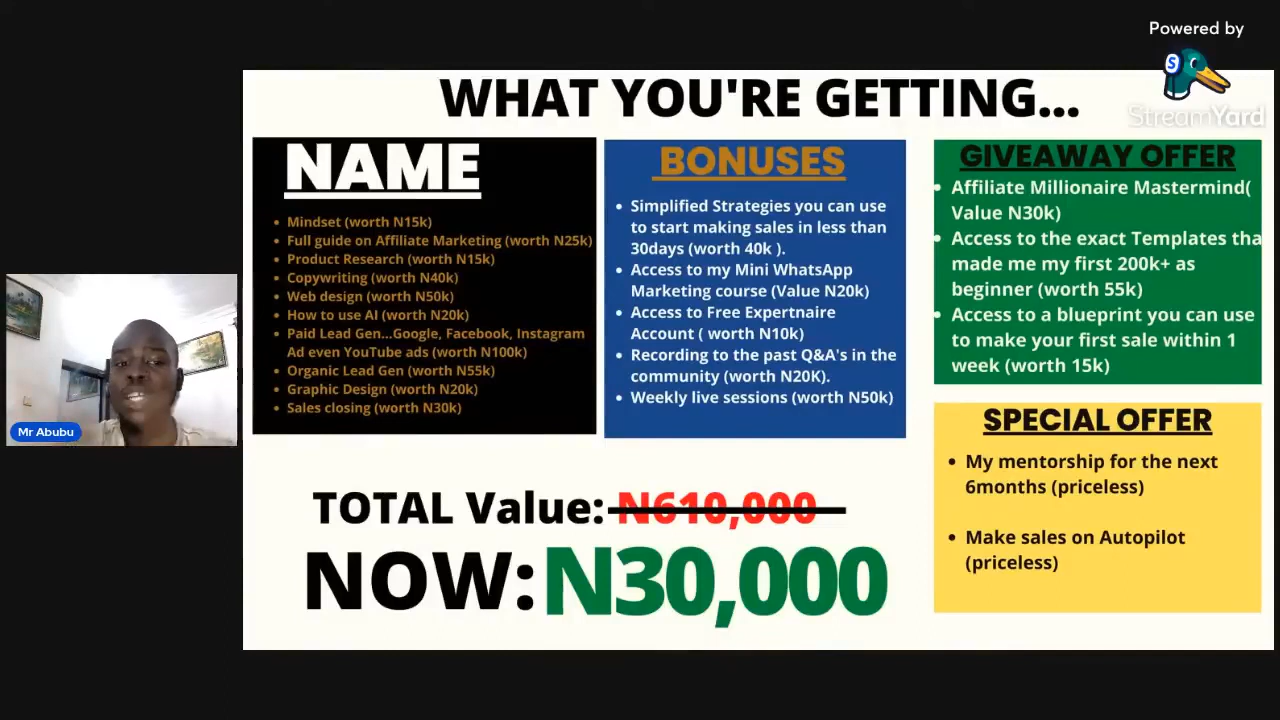 Powered by
StreamYard
WHAT YOU'RE GETTING...
NAME
Mindset (worth N15k)
Full guide on Affiliate Marketing (worth N25k)
Product Research (worth N15k)
Copywriting (worth N40k)
Web design (worth N50k)
How to use AI (worth N20k)
Paid Lead Gen...Google, Facebook, Instagram
Ad even YouTube ads (worth N100k)
Organic Lead Gen (worth N55k)
Graphic Design (worth N20k)
Sales closing (worth N30k)
BONUSES
Simplified Strategies you can use
to start making sales in less than
30days (worth 40k ).
Access to my Mini WhatsApp
Marketing course (Value N20k)
Access to Free Expertnaire
Account ( worth N10k)
Recording to the past Q&A's in the
community (worth N20K).
Weekly live sessions (worth N50k)
GIVEAWAY OFFER
Affiliate Millionaire Mastermind(
Value N30k)
Access to the exact Templates tha
made me my first 200k+ as
beginner (worth 55k)
Access to a blueprint you can use
to make your first sale within 1
week (worth 15k)
SPECIAL OFFER
My mentorship for the next
6months (priceless)
Make sales on Autopilot
(priceless)
TOTAL Value: N610,000
NOW: N30,000
Mr Abubu